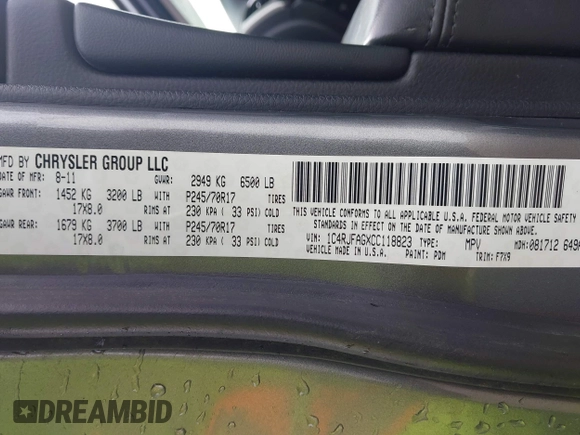 MFD BY CHRYSLER GROUP LLC
DATE OF MFR: 8-11 GVWR: 2949 KG 6500 LB
GAWR FRONT: 1452 KG 3200 LB WITH P245/70R17 TIRES
17X8.0 RIMS AT 230 KPA ( 33 PSI) COLD
GAWR REAR: 1679 KG 3700 LB WITH P245/70R17 TIRES
17X8.0 RIMS AT 230 KPA ( 33 PSI) COLD
THIS VEHICLE CONFORMS TO ALL APPLICABLE U.S.A. FEDERAL MOTOR VEHICLE SAFETY
STANDARDS IN EFFECT ON THE DATE OF MANUFACTURE SHOWN ABOVE.
VIN: 1C4RJFAGXCC118823 TYPE: MPV MDH: 081712
VEHICLE MADE IN U.S.A. PAINT: PDM TRIM: F7X9
DREAMBID